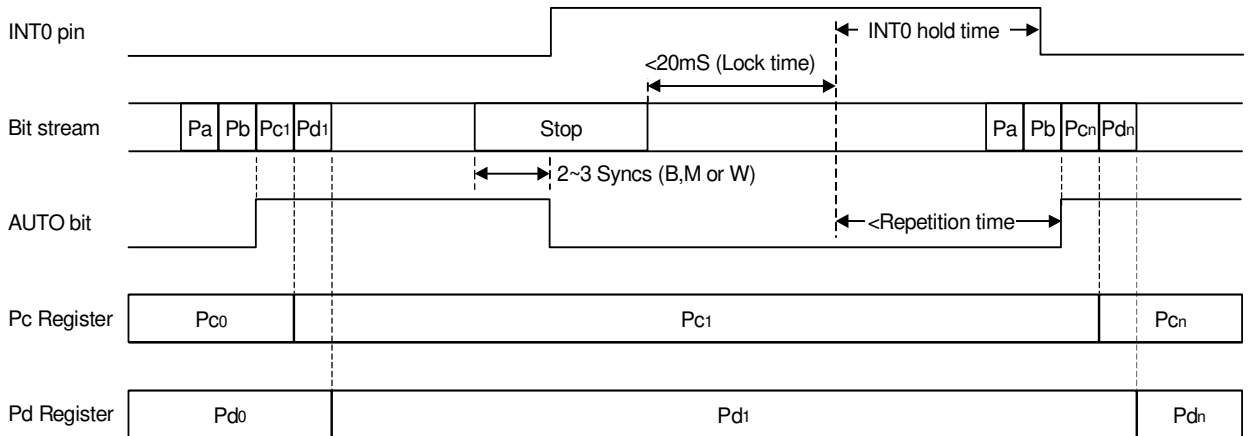 INT0 pin
INT0 hold time
<20mS (Lock time)
Bit stream
Pa Pb Pc1 Pd1 Stop Pa Pb Pcn Pdn
2~3 Syncs (B,M or W)
AUTO bit
<Repetition time
Pc Register Pc0 Pc1 Pcn
Pd Register Pd0 Pd1 Pdn